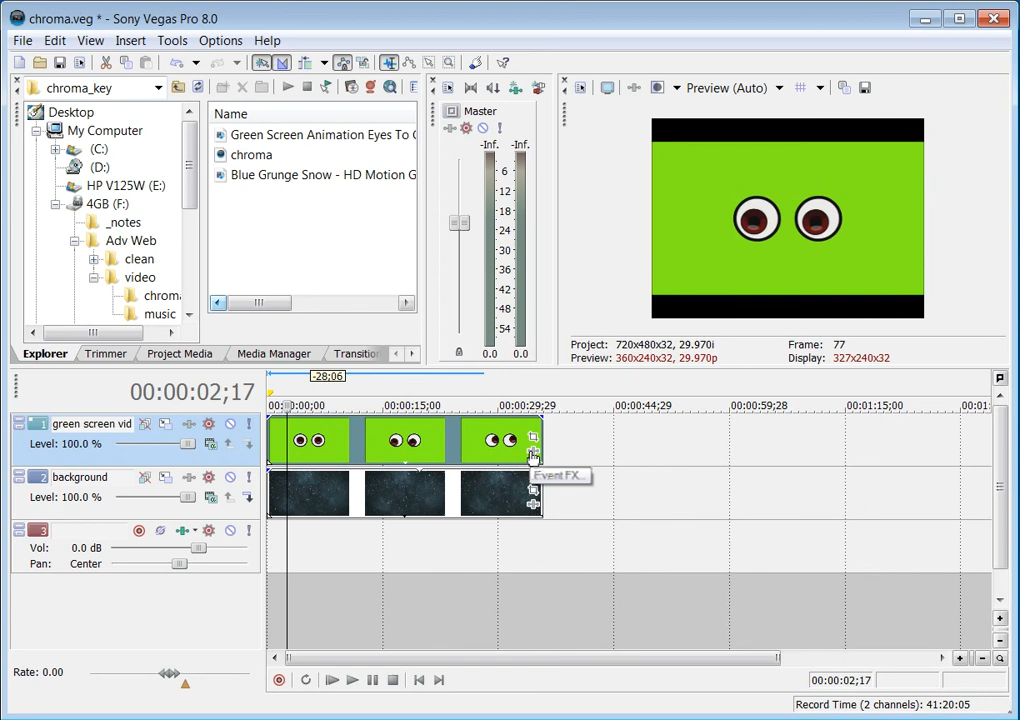 chroma.veg * - Sony Vegas Pro 8.0
File Edit View Insert Tools Options Help
chroma_key
Desktop
My Computer
(C:)
(D:)
HP V125W (E:)
4GB (F:)
_notes
Adv Web
clean
video
chroma
music
Name
Green Screen Animation Eyes To C
chroma
Blue Grunge Snow - HD Motion G
Explorer Trimmer Project Media Media Manager Transition
Master
-Inf. -Inf.
6
12
18
24
30
36
42
48
54
0.0 0.0
Preview (Auto)
Project: 720x480x32, 29.970i Frame: 77
Preview: 360x240x32, 29.970p Display: 327x240x32
00:00:02;17
-28;06
00:00:15;00 00:00:29;29 00:00:44;29 00:00:59;28 00:01:15;00
1 green screen vid
Level: 100.0 %
Event FX...
2 background
Level: 100.0 %
3
Vol: 0.0 dB
Pan: Center
Rate: 0.00
00:00:02;17
Record Time (2 channels): 41:20:05